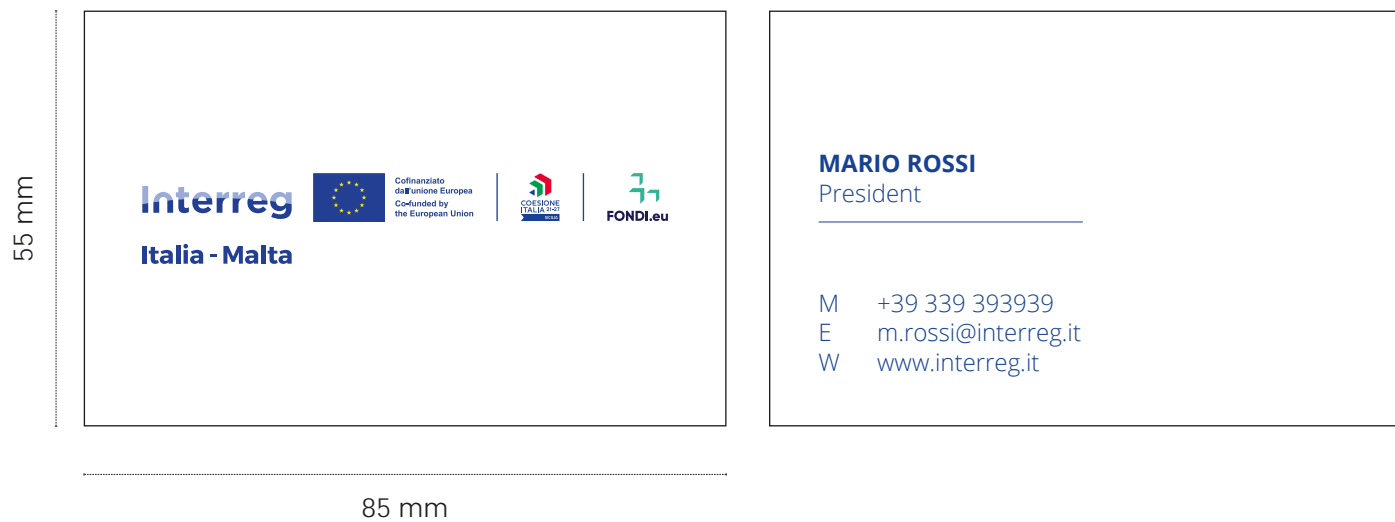 55 mm
Interreg
Cofinanziato
dall'unione Europea
Co-funded by
the European Union
COESIONE
ITALIA 21-27
SICILIA
FONDI.eu
Italia - Malta
85 mm
MARIO ROSSI
President
M +39 339 393939
E m.rossi@interreg.it
W www.interreg.it